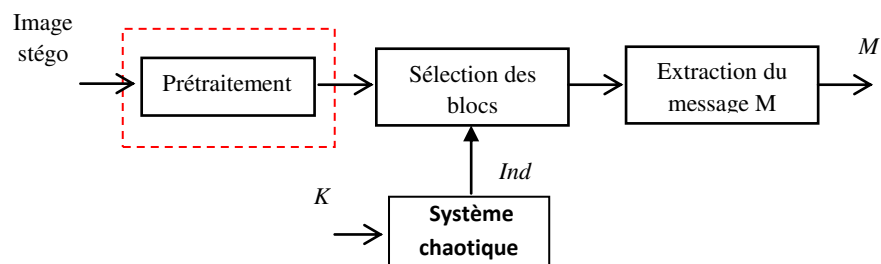 Image
stégo
Prétraitement
Sélection des
blocs
Extraction du
message M
M
Ind
K
Système
chaotique